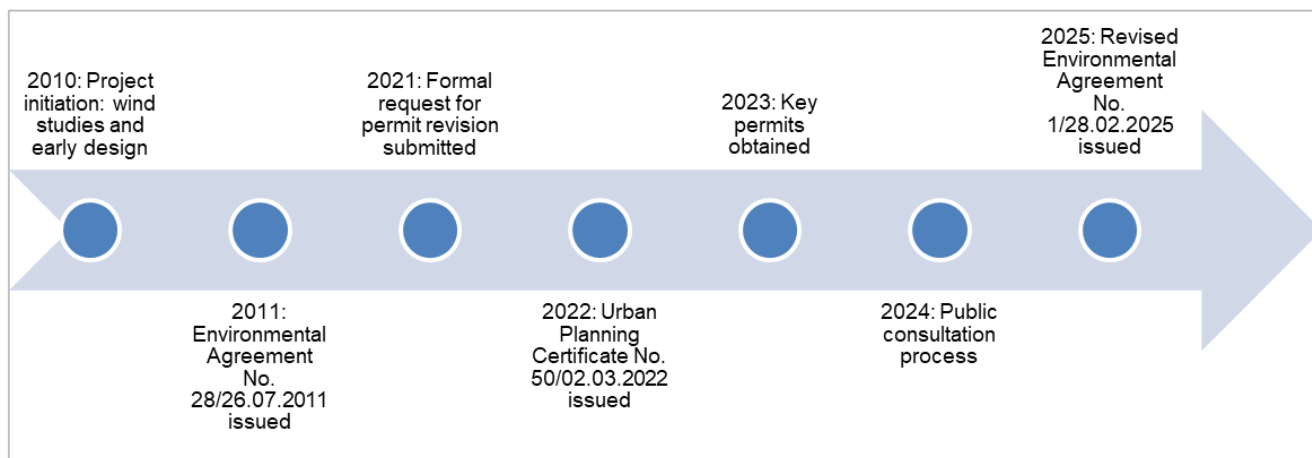 2010: Project
initiation: wind
studies and
early design
2011:
Environmental
Agreement
No.
28/26.07.2011
issued
2021: Formal
request for
permit revision
submitted
2022: Urban
Planning
Certificate No.
50/02.03.2022
issued
2023: Key
permits
obtained
2024: Public
consultation
process
2025: Revised
Environmental
Agreement
No.
1/28.02.2025
issued